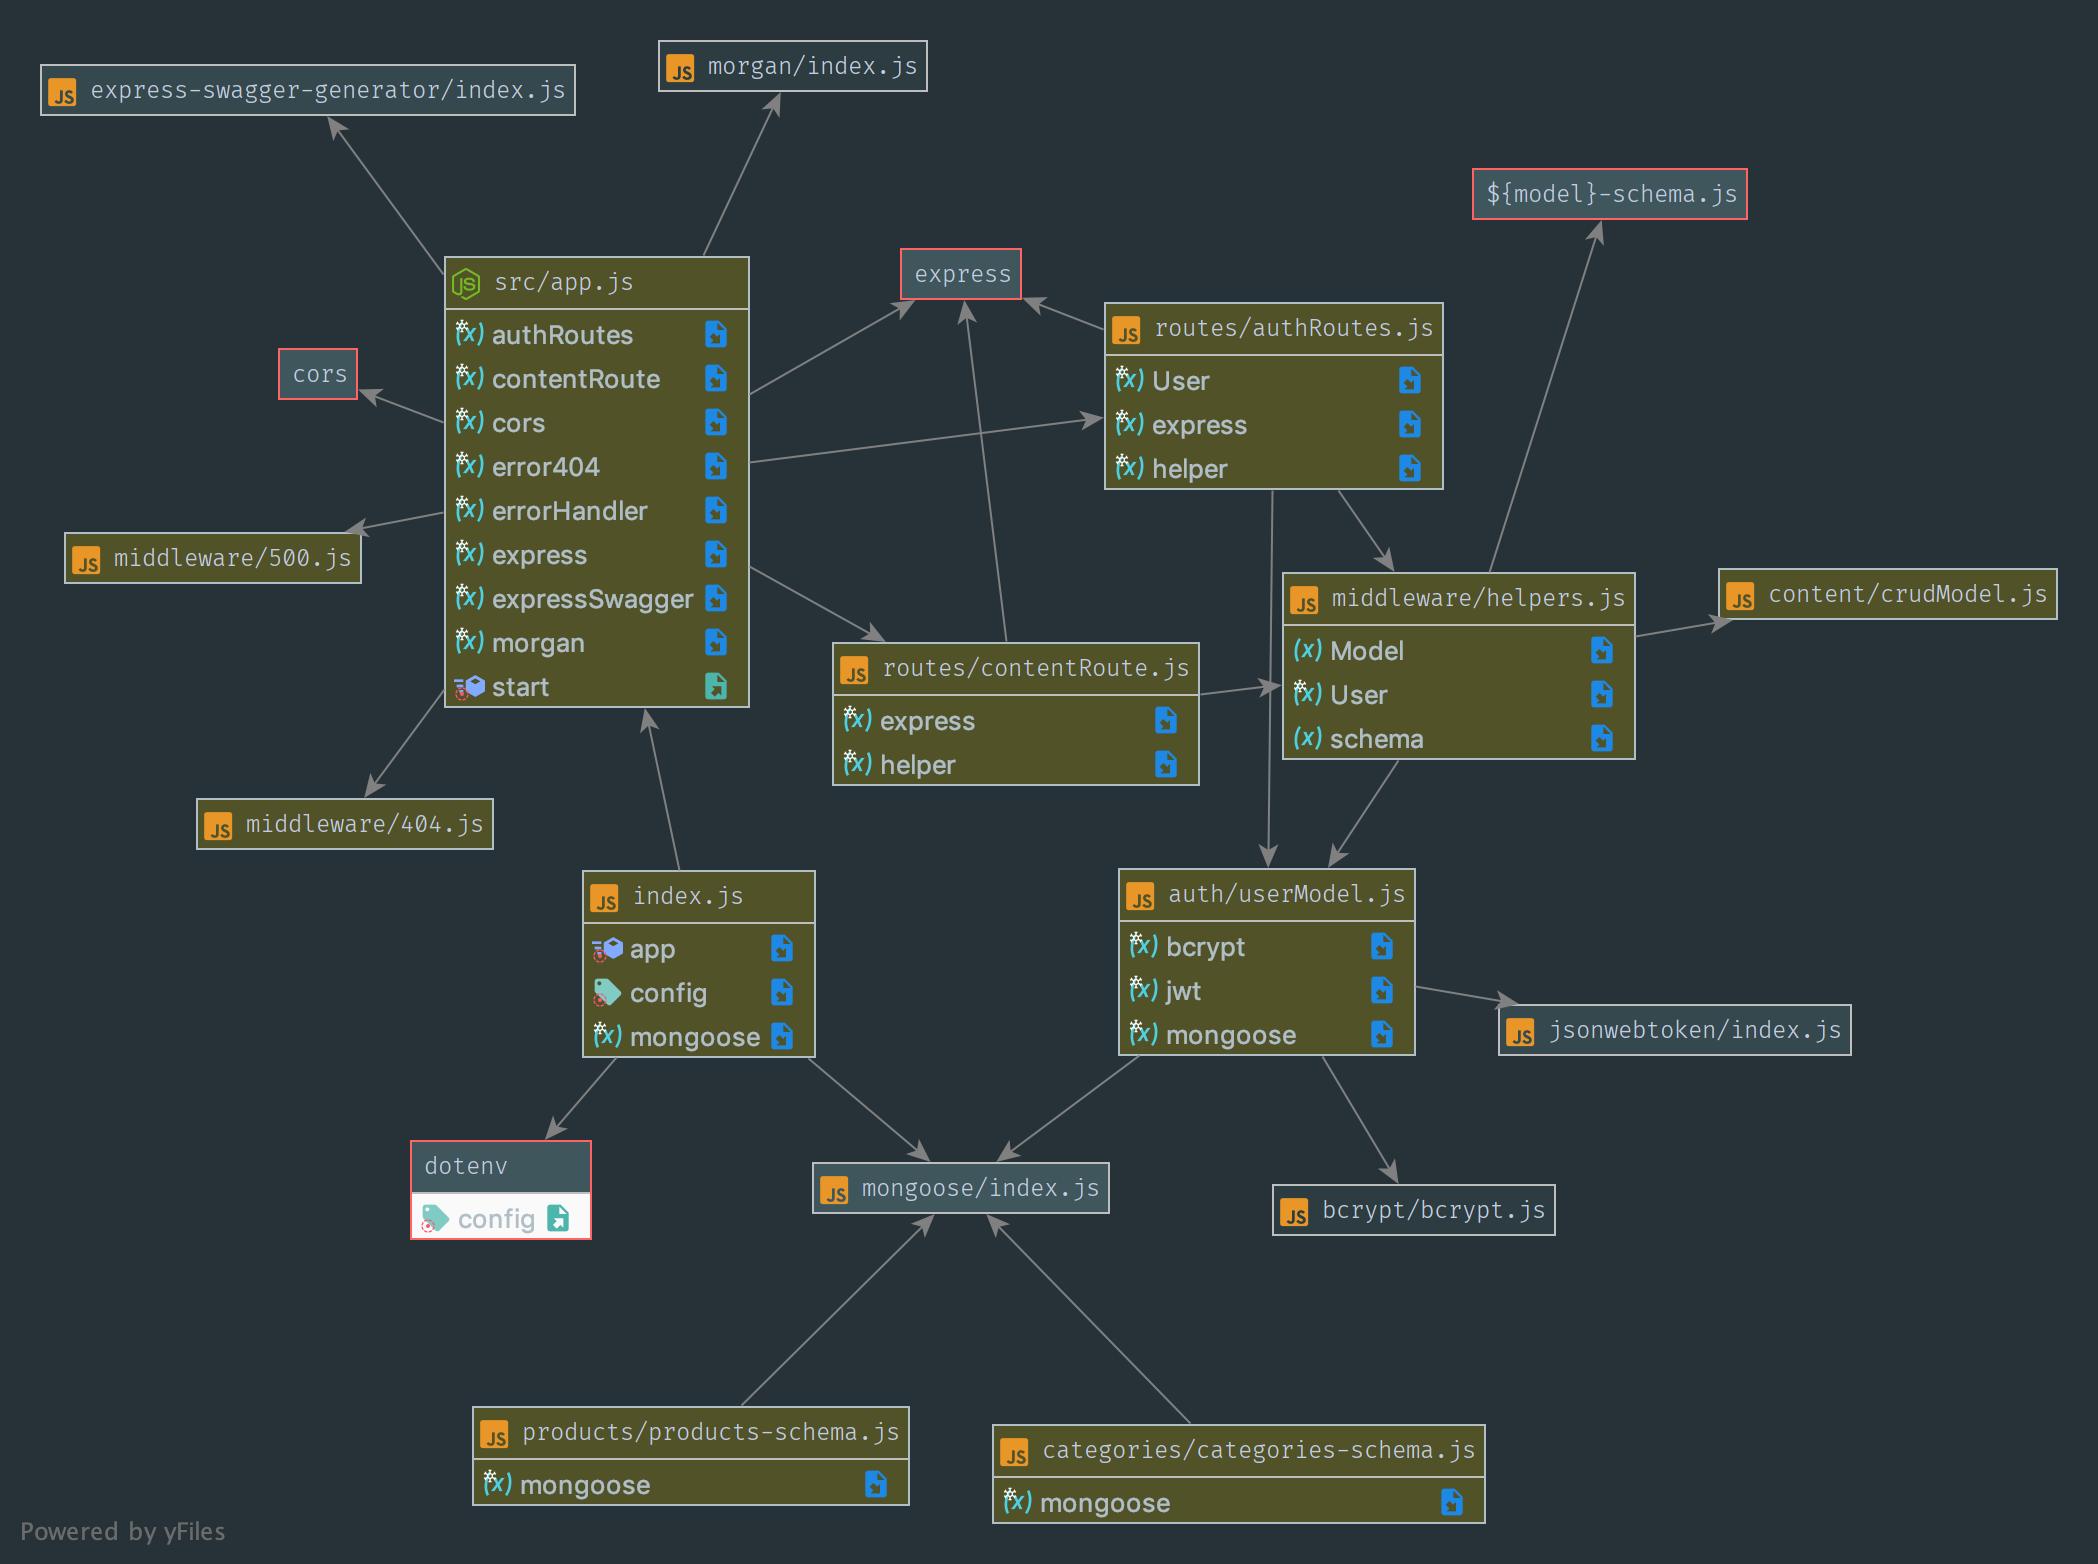 morgan/index.js
express-swagger-generator/index.js
${model}-schema.js
express
src/app.js
authRoutes
contentRoute
cors
error404
errorHandler
express
expressSwagger
morgan
start
routes/authRoutes.js
User
express
helper
cors
middleware/500.js
middleware/helpers.js
Model
User
schema
content/crudModel.js
routes/contentRoute.js
express
helper
middleware/404.js
index.js
app
config
mongoose
auth/userModel.js
bcrypt
jwt
mongoose
jsonwebtoken/index.js
dotenv
config
mongoose/index.js
bcrypt/bcrypt.js
products/products-schema.js
mongoose
categories/categories-schema.js
mongoose
Powered by yFiles